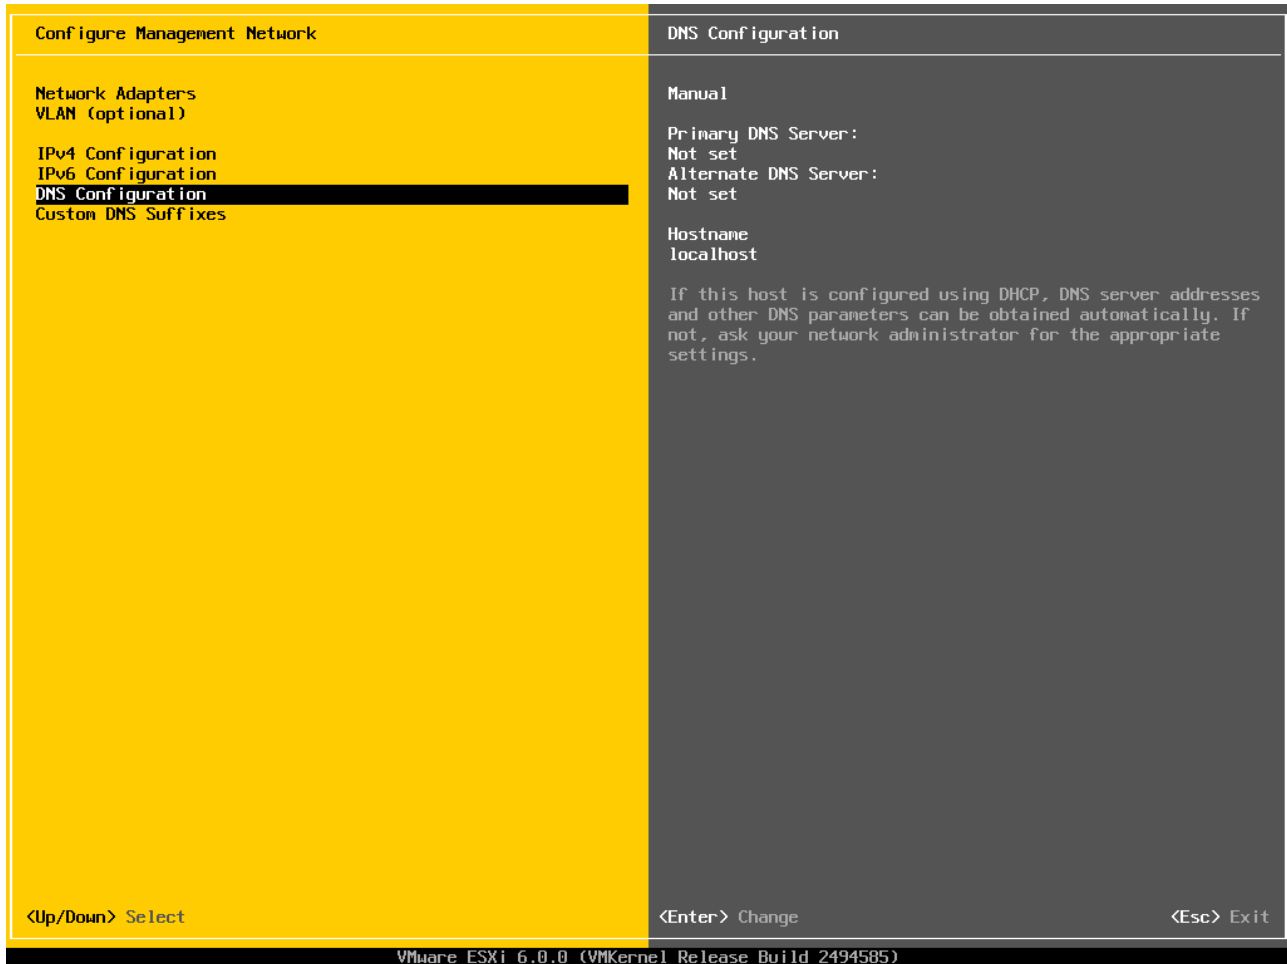 Configure Management Network
Network Adapters
VLAN (optional)
IPv4 Configuration
IPv6 Configuration
DNS Configuration
Custom DNS Suffixes
<Up/Down> Select
DNS Configuration
Manual
Primary DNS Server:
Not set
Alternate DNS Server:
Not set
Hostname
localhost
If this host is configured using DHCP, DNS server addresses
and other DNS parameters can be obtained automatically. If
not, ask your network administrator for the appropriate
settings.
<Enter> Change
<Esc> Exit
VMware ESXi 6.0.0 (VMKernel Release Build 2494585)